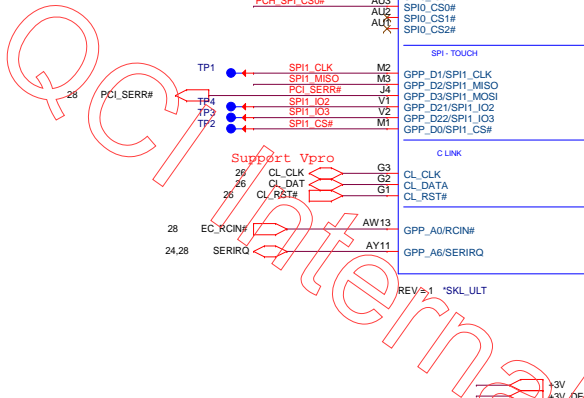 PCH_SPI_CS0# AU3 SPI0_CS0#
AU2 SPI0_CS1#
AU1 SPI0_CS2#
SPI - TOUCH
TP1 SPI1_CLK M2 GPP_D1/SPI1_CLK
SPI1_MISO M3 GPP_D2/SPI1_MISO
28 PCI_SERR# PCI_SERR# J4 GPP_D3/SPI1_MOSI
TP4 SPI1_IO2 V1 GPP_D21/SPI1_IO2
TP3 SPI1_IO3 V2 GPP_D22/SPI1_IO3
TP2 SPI1_CS# M1 GPP_D0/SPI1_CS#
C LINK
Support Vpro
26 CL_CLK G3 CL_CLK
26 CL_DAT G2 CL_DATA
26 CL_RST# G1 CL_RST#
28 EC_RCIN# AW13 GPP_A0/RCIN#
24,28 SERIRQ AY11 GPP_A6/SERIRQ
REV = 1 *SKL_ULT
+3V
QCI Interna